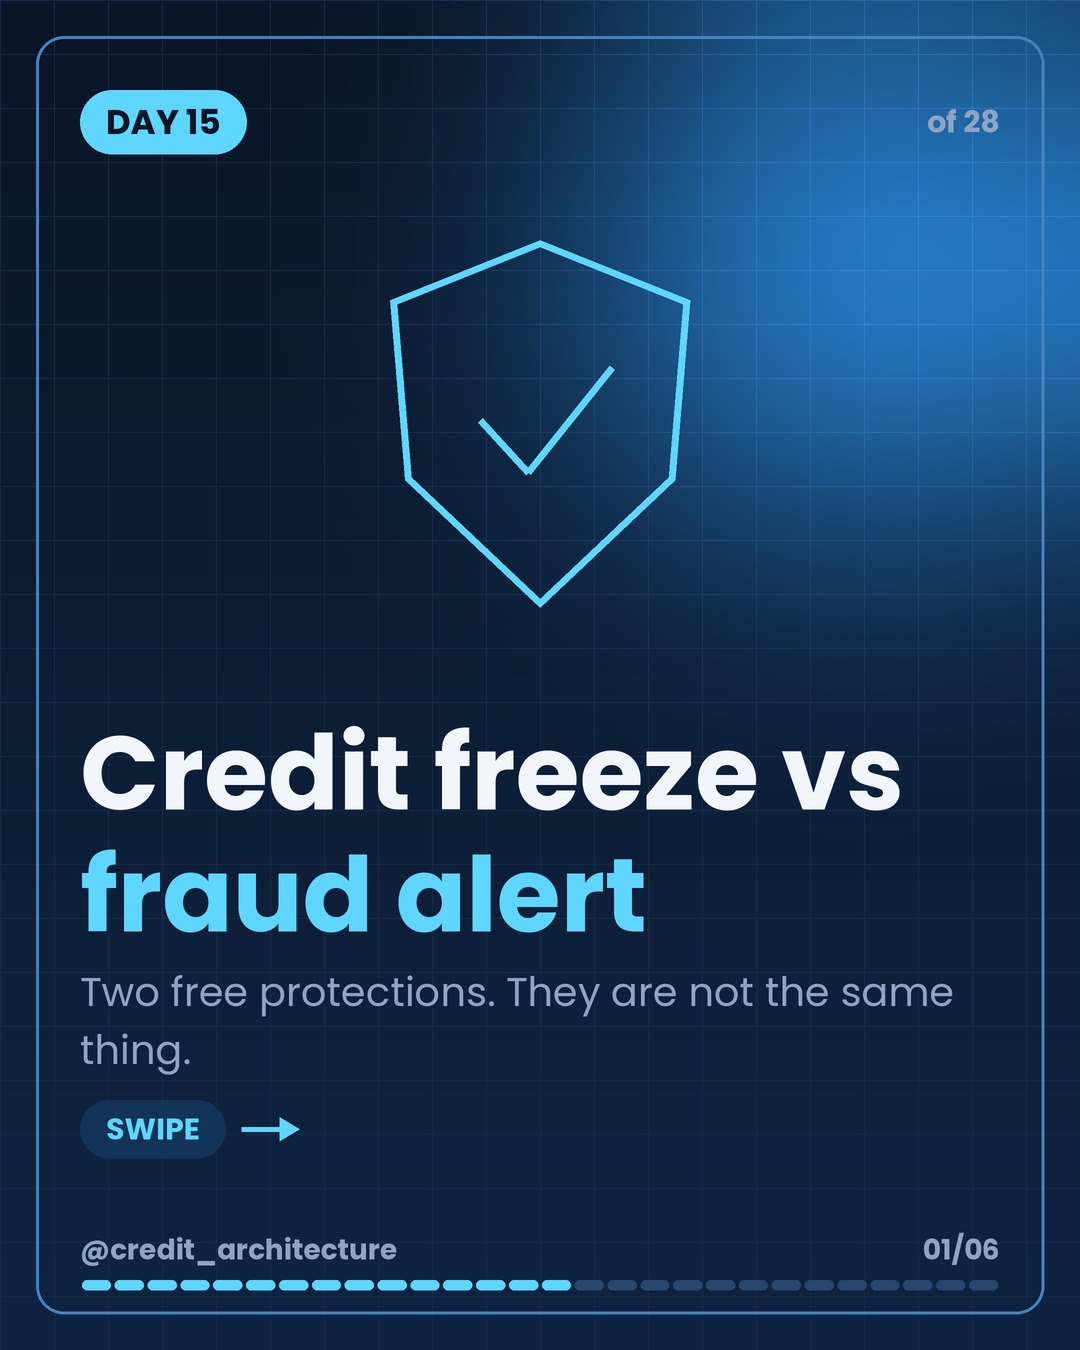 DAY 15
of 28
Credit freeze vs
fraud alert
Two free protections. They are not the same
thing.
SWIPE
@credit_architecture
01/06